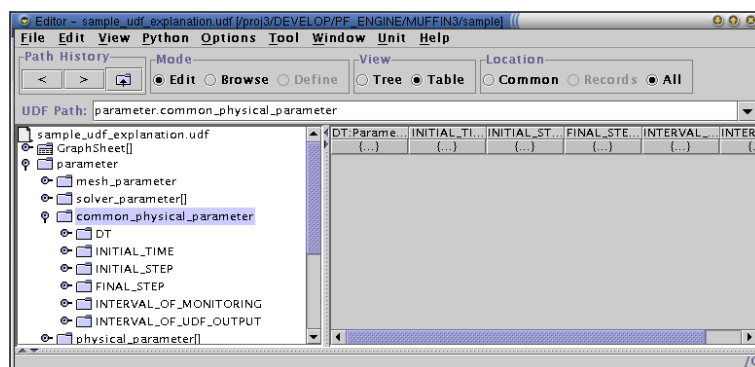 Editor - sample_udf_explanation.udf [/proj3/DEVELOP/PF_ENGINE/MUFFIN3/sample]
File Edit View Python Options Tool Window Unit Help
Path History Mode View Location
< > Edit Browse Define Tree Table Common Records All
UDF Path: parameter.common_physical_parameter
sample_udf_explanation.udf DT:Parame... INITIAL_TI... INITIAL_ST... FINAL_STE... INTERVAL_... INTER
GraphSheet[] {...} {...} {...} {...} {...} {.
parameter
mesh_parameter
solver_parameter[]
common_physical_parameter
DT
INITIAL_TIME
INITIAL_STEP
FINAL_STEP
INTERVAL_OF_MONITORING
INTERVAL_OF_UDF_OUTPUT
physical_parameter[]